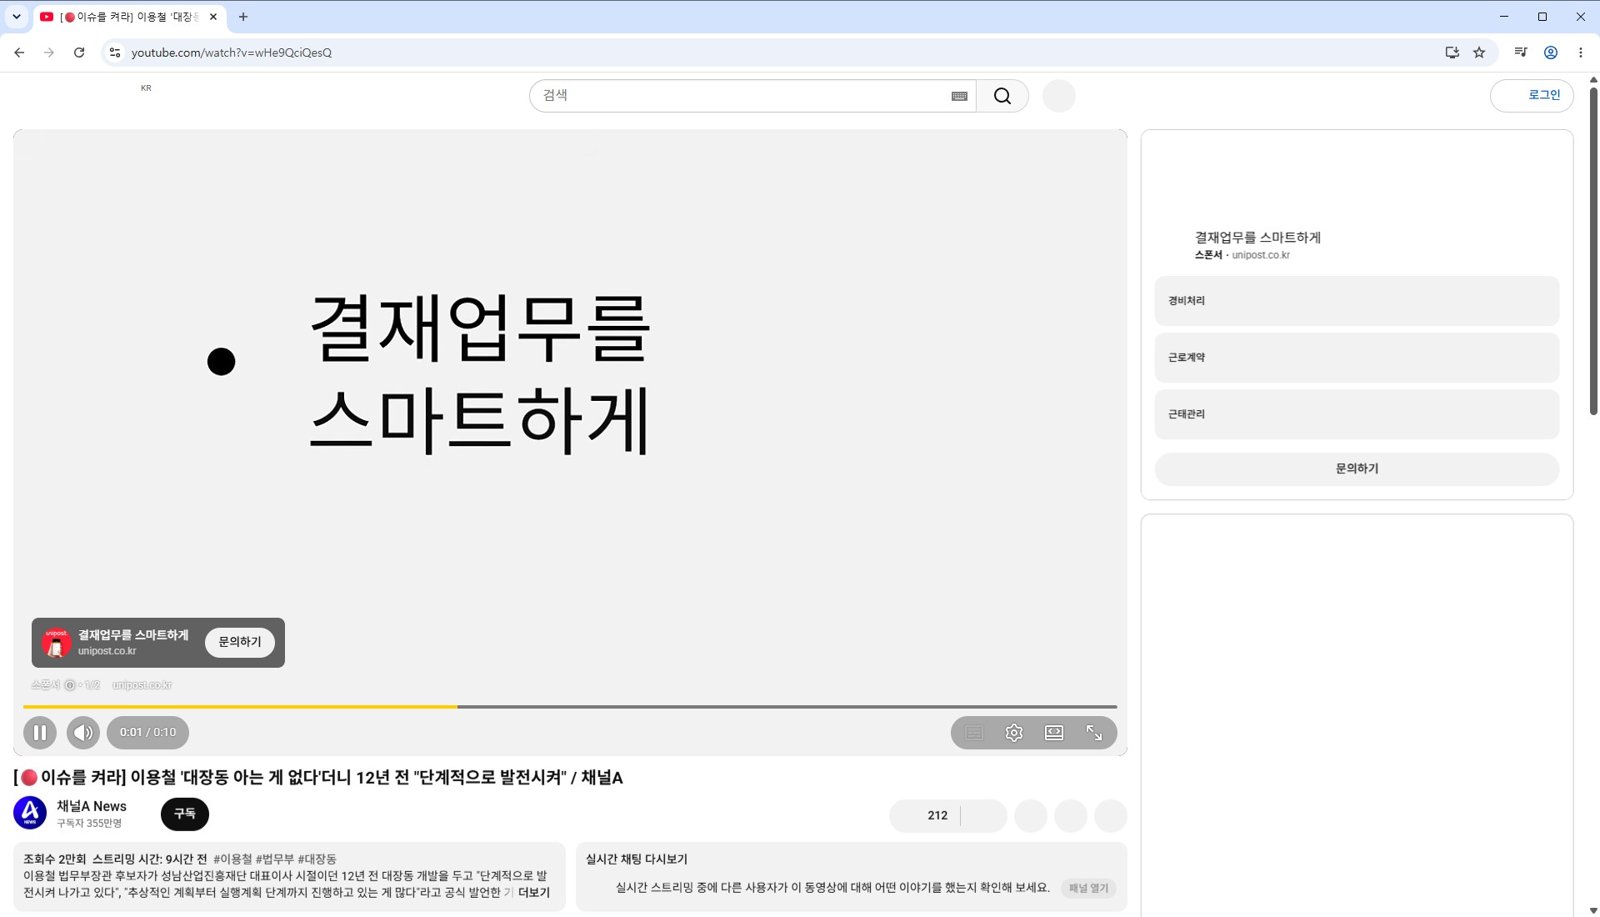 [🔴이슈를 켜라] 이용철 '대장동
youtube.com/watch?v=wHe9QciQesQ
KR
검색
로그인
결재업무를
스마트하게
결재업무를 스마트하게
unipost.co.kr
문의하기
스폰서 · 1/2 unipost.co.kr
0:01 / 0:10
결재업무를 스마트하게
스폰서 · unipost.co.kr
경비처리
근로계약
근태관리
문의하기
[🔴이슈를 켜라] 이용철 '대장동 아는 게 없다'더니 12년 전 "단계적으로 발전시켜" / 채널A
채널A News
구독자 355만명
구독
212
조회수 2만회 스트리밍 시간: 9시간 전 #이용철 #법무부 #대장동
이용철 법무부장관 후보자가 성남산업진흥재단 대표이사 시절이던 12년 전 대장동 개발을 두고 "단계적으로 발
전시켜 나가고 있다", "추상적인 계획부터 실행계획 단계까지 진행하고 있는 게 많다"라고 공식 발언한 더보기
실시간 채팅 다시보기
실시간 스트리밍 중에 다른 사용자가 이 동영상에 대해 어떤 이야기를 했는지 확인해 보세요.
패널 열기